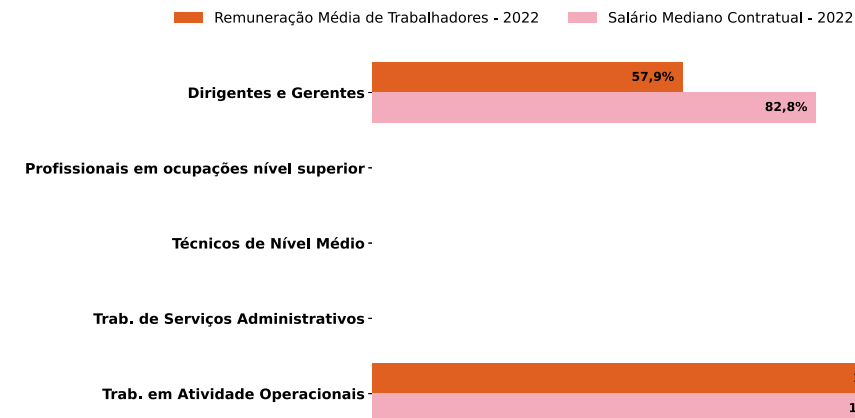 Remuneração Média de Trabalhadores - 2022 Salário Mediano Contratual - 2022
Dirigentes e Gerentes
57,9%
82,8%
Profissionais em ocupações nível superior
Técnicos de Nível Médio
Trab. de Serviços Administrativos
Trab. em Atividade Operacionais